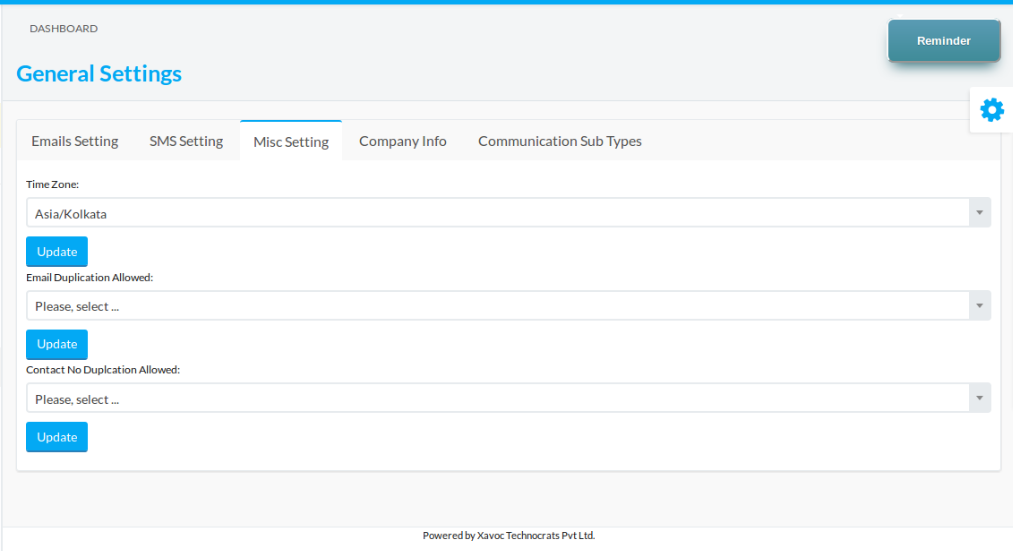 DASHBOARD
Reminder
General Settings
Emails Setting SMS Setting Misc Setting Company Info Communication Sub Types
Time Zone:
Asia/Kolkata
Update
Email Duplication Allowed:
Please, select ...
Update
Contact No Duplcation Allowed:
Please, select ...
Update
Powered by Xavoc Technocrats Pvt Ltd.